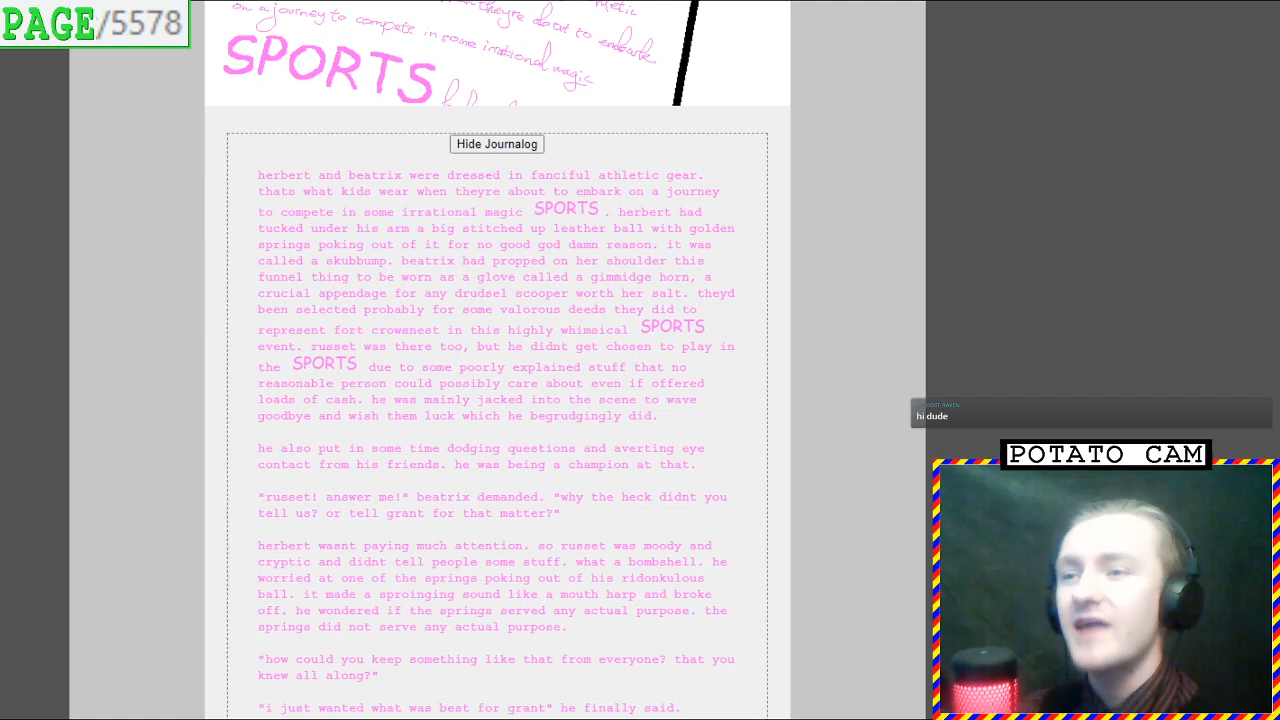 PAGE/5578
on a journey to compete in some irrational magic
theyre about to embark
SPORTS
Hide Journalog
herbert and beatrix were dressed in fanciful athletic gear.
thats what kids wear when theyre about to embark on a journey
to compete in some irrational magic SPORTS . herbert had
tucked under his arm a big stitched up leather ball with golden
springs poking out of it for no good god damn reason. it was
called a skubbump. beatrix had propped on her shoulder this
funnel thing to be worn as a glove called a gimmidge horn, a
crucial appendage for any drudsel scooper worth her salt. theyd
been selected probably for some valorous deeds they did to
represent fort crowsnest in this highly whimsical SPORTS
event. russet was there too, but he didnt get chosen to play in
the SPORTS due to some poorly explained stuff that no
reasonable person could possibly care about even if offered
loads of cash. he was mainly jacked into the scene to wave
goodbye and wish them luck which he begrudgingly did.
he also put in some time dodging questions and averting eye
contact from his friends. he was being a champion at that.
"russet! answer me!" beatrix demanded. "why the heck didnt you
tell us? or tell grant for that matter?"
herbert wasnt paying much attention. so russet was moody and
cryptic and didnt tell people some stuff. what a bombshell. he
worried at one of the springs poking out of his ridonkulous
ball. it made a sproinging sound like a mouth harp and broke
off. he wondered if the springs served any actual purpose. the
springs did not serve any actual purpose.
"how could you keep something like that from everyone? that you
knew all along?"
"i just wanted what was best for grant" he finally said.
hi dude
POTATO CAM